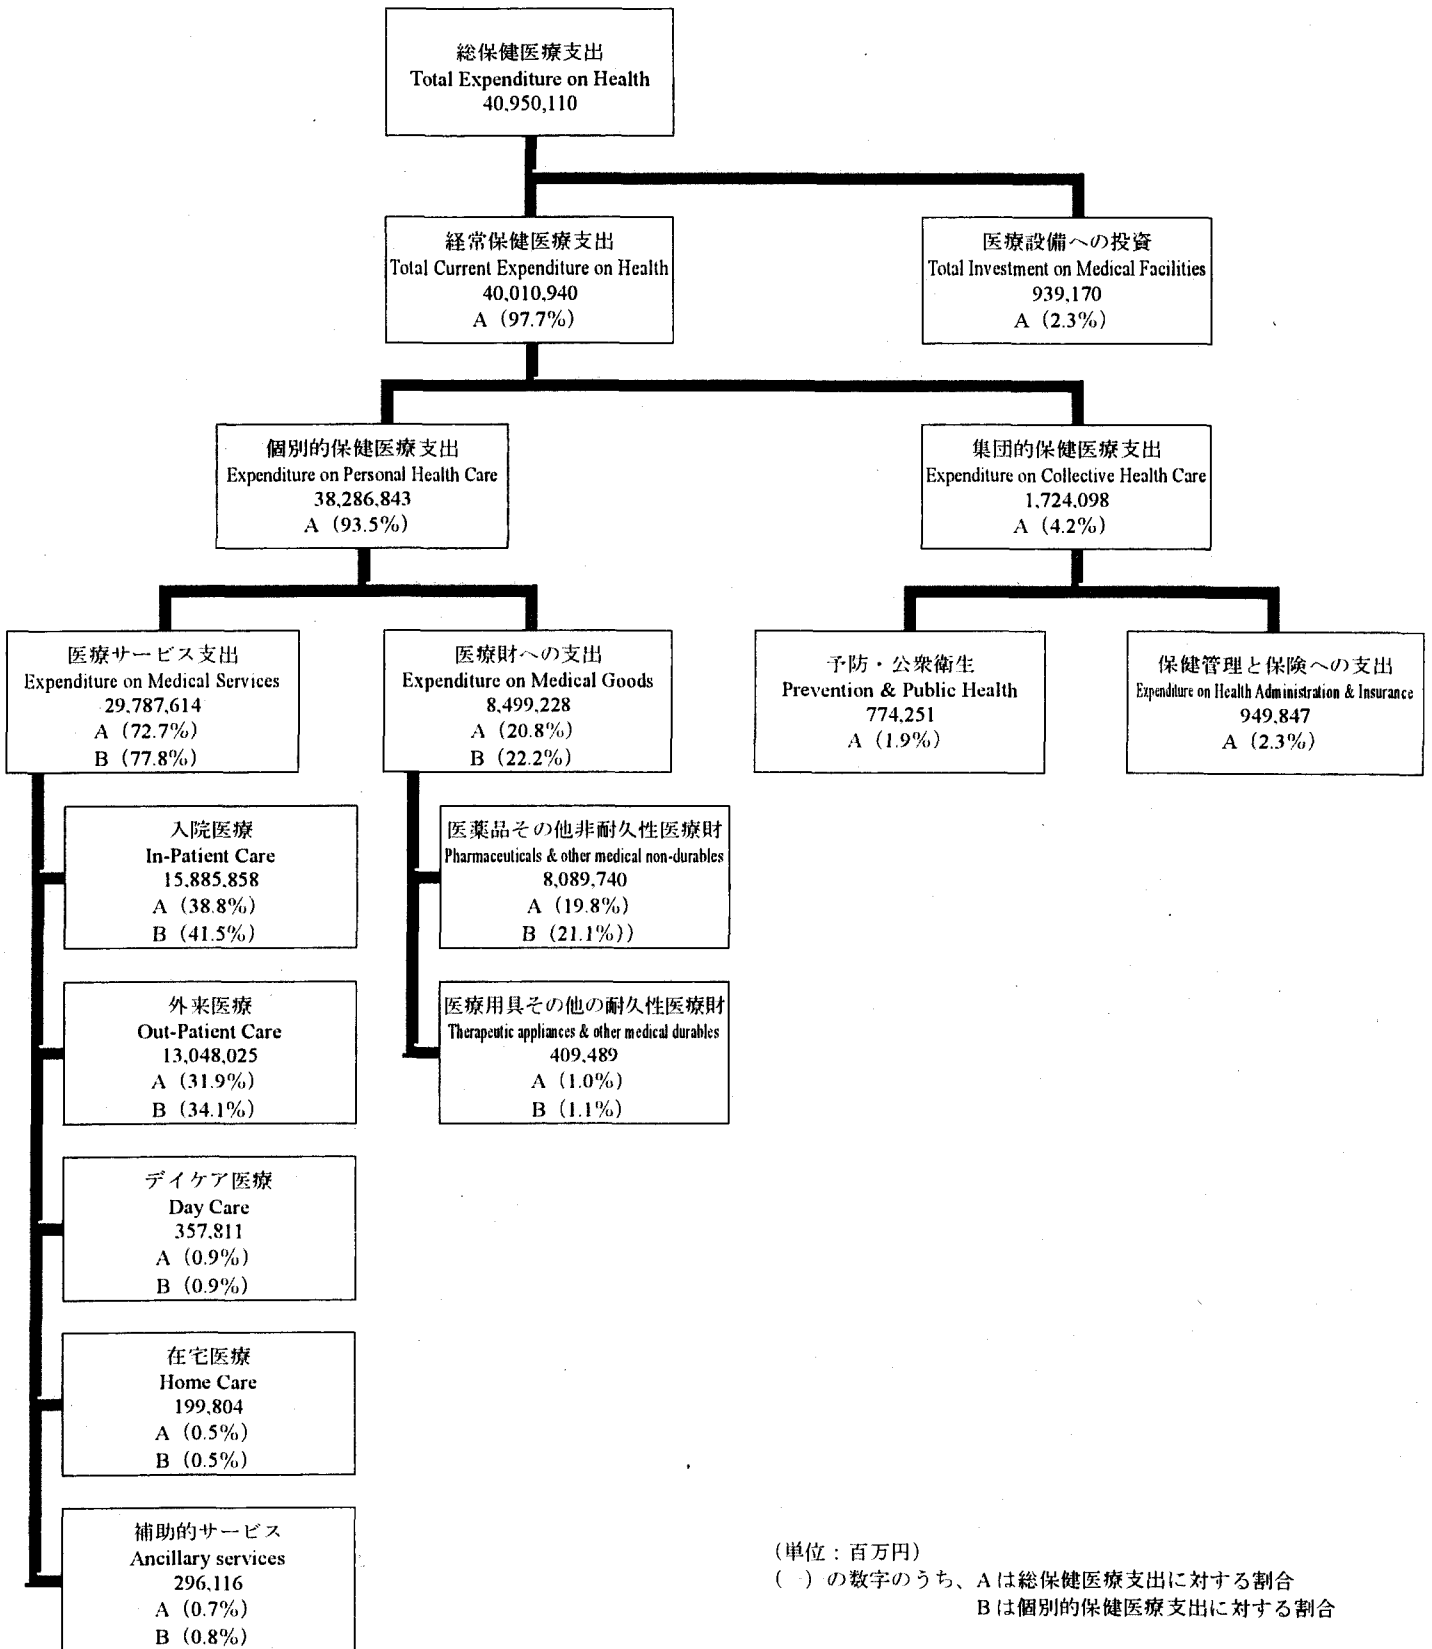 総保健医療支出
Total Expenditure on Health
40,950,110
経常保健医療支出
Total Current Expenditure on Health
40,010,940
A (97.7%)
医療設備への投資
Total Investment on Medical Facilities
939,170
A (2.3%)
個別的保健医療支出
Expenditure on Personal Health Care
38,286,843
A (93.5%)
集団的保健医療支出
Expenditure on Collective Health Care
1,724,098
A (4.2%)
医療サービス支出
Expenditure on Medical Services
29,787,614
A (72.7%)
B (77.8%)
医療財への支出
Expenditure on Medical Goods
8,499,228
A (20.8%)
B (22.2%)
予防・公衆衛生
Prevention & Public Health
774,251
A (1.9%)
保健管理と保険への支出
Expenditure on Health Administration & Insurance
949,847
A (2.3%)
入院医療
In-Patient Care
15,885,858
A (38.8%)
B (41.5%)
医薬品その他非耐久性医療財
Pharmaceuticals & other medical non-durables
8,089,740
A (19.8%)
B (21.1%))
外来医療
Out-Patient Care
13,048,025
A (31.9%)
B (34.1%)
医療用具その他の耐久性医療財
Therapeutic appliances & other medical durables
409,489
A (1.0%)
B (1.1%)
デイケア医療
Day Care
357,811
A (0.9%)
B (0.9%)
在宅医療
Home Care
199,804
A (0.5%)
B (0.5%)
補助的サービス
Ancillary services
296,116
A (0.7%)
B (0.8%)
(単位：百万円)
( ) の数字のうち、Aは総保健医療支出に対する割合
Bは個別的保健医療支出に対する割合